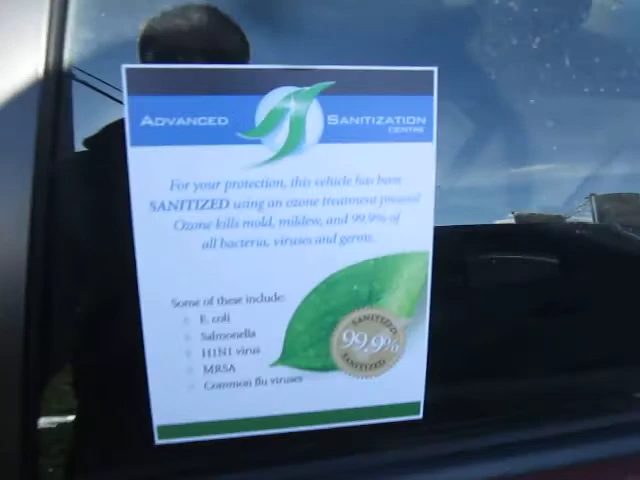 ADVANCED SANITIZATION
CENTRE
For your protection, this vehicle has been
SANITIZED using an ozone treatment process!
Ozone kills mold, mildew, and 99.9% of
all bacteria, viruses and germs.
Some of these include:
E. coli
Salmonella
H1N1 virus
MRSA
Common flu viruses
SANITIZED
99.9%
SANITIZED